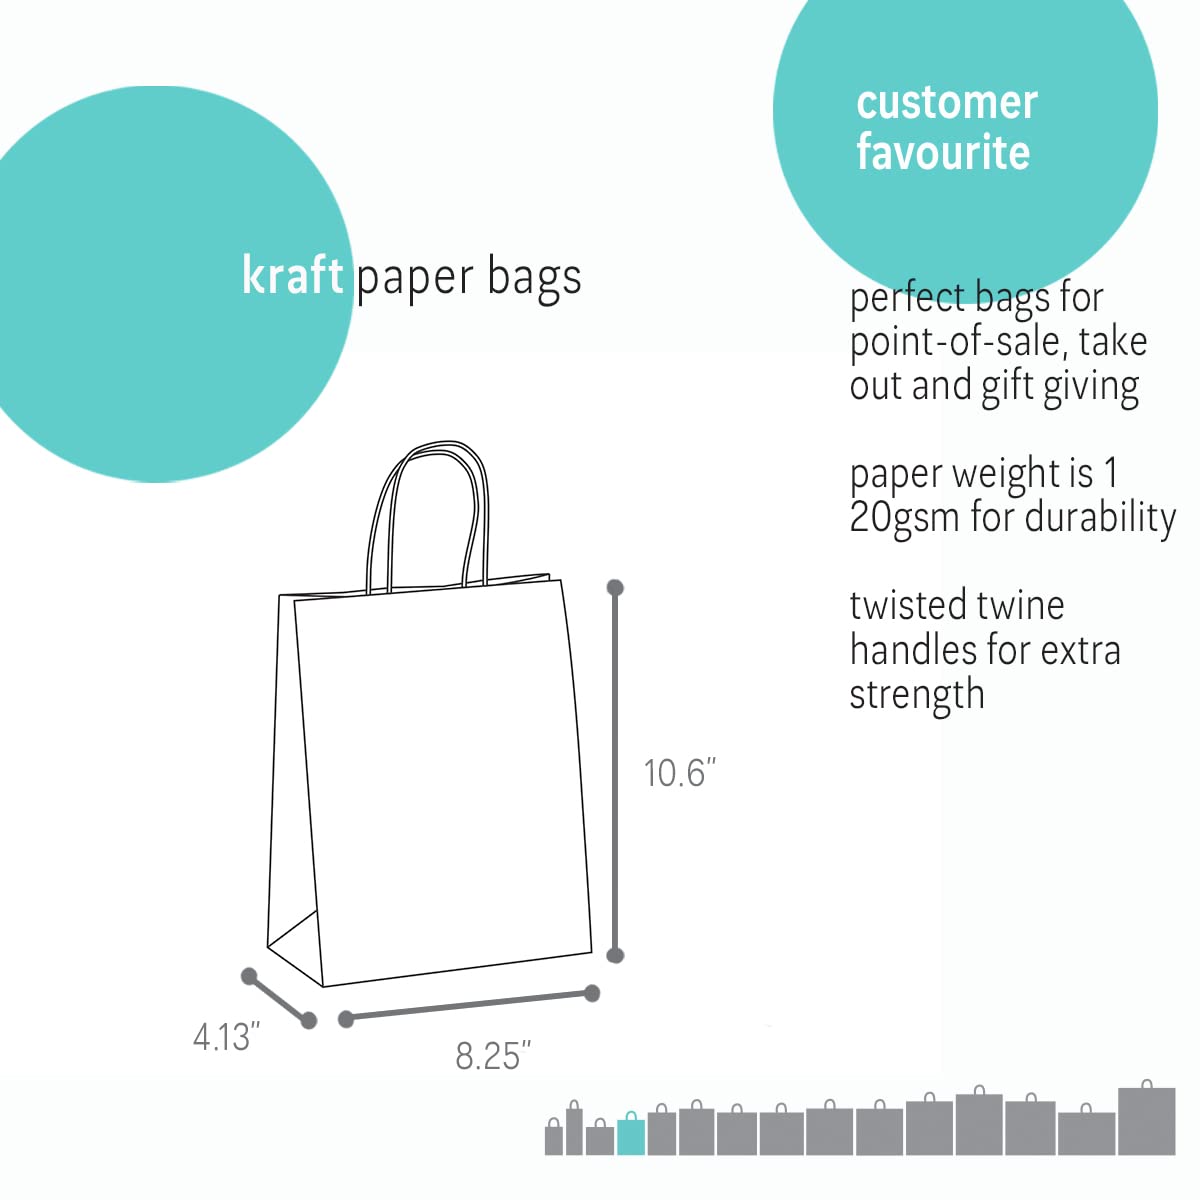 customer
favourite
kraft paper bags
perfect bags for
point-of-sale, take
out and gift giving
paper weight is 1
20gsm for durability
twisted twine
handles for extra
strength
10.6”
4.13”
8.25”